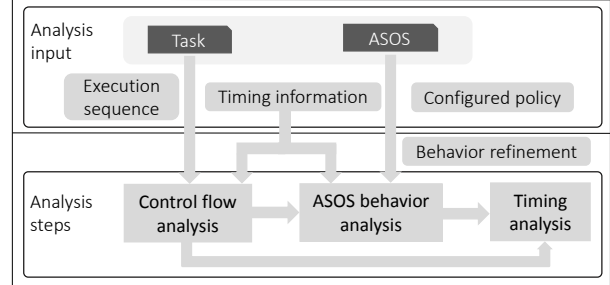 Analysis
input
Task
ASOS
Execution
sequence
Timing information
Configured policy
Behavior refinement
Analysis
steps
Control flow
analysis
ASOS behavior
analysis
Timing
analysis